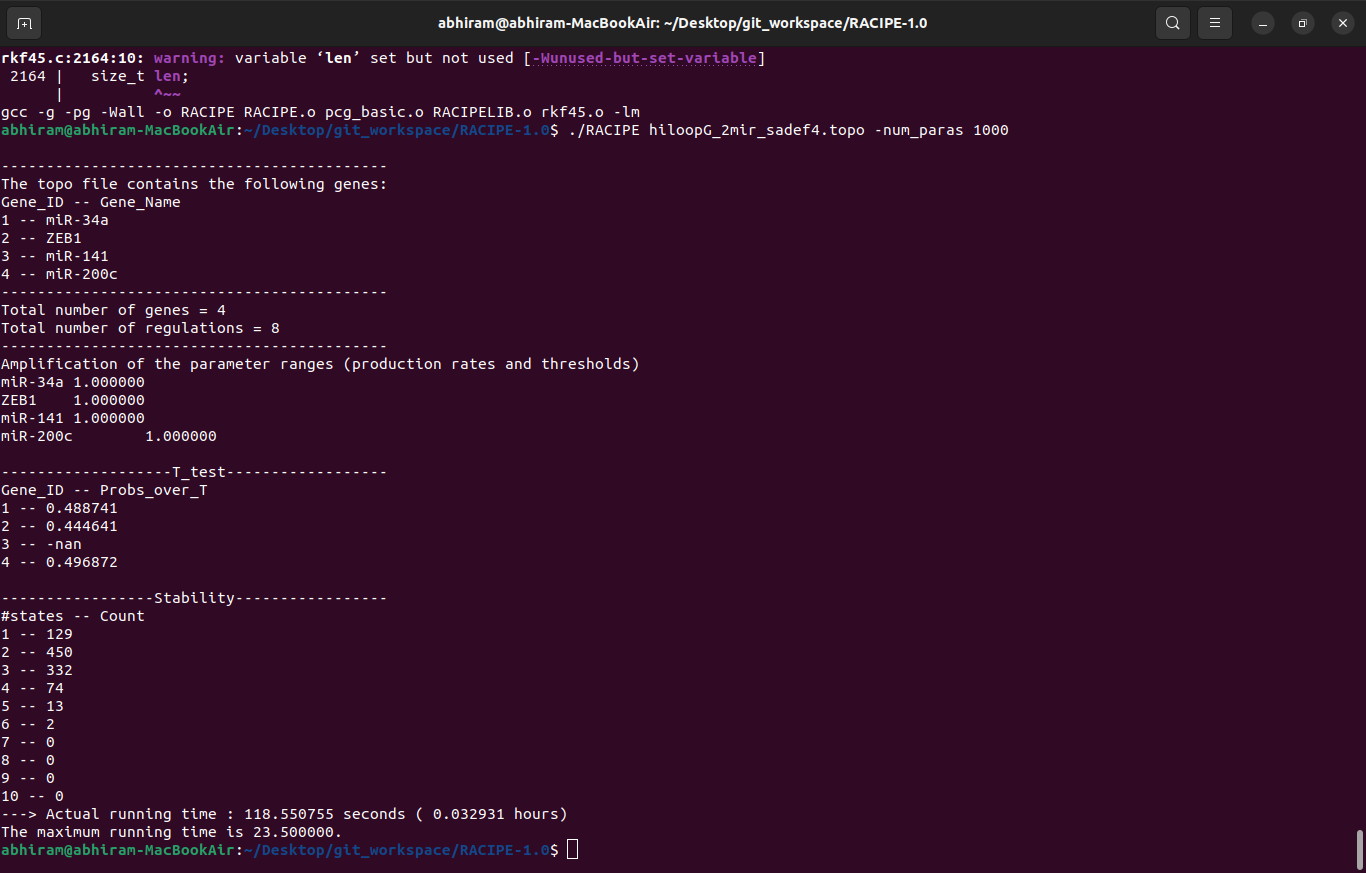 abhiram@abhiram-MacBookAir: ~/Desktop/git_workspace/RACIPE-1.0
rkf45.c:2164:10: warning: variable ‘len’ set but not used [-Wunused-but-set-variable]
 2164 |   size_t len;
      |          ^~~
gcc -g -pg -Wall -o RACIPE RACIPE.o pcg_basic.o RACIPELIB.o rkf45.o -lm
abhiram@abhiram-MacBookAir:~/Desktop/git_workspace/RACIPE-1.0$ ./RACIPE hiloopG_2mir_sadef4.topo -num_paras 1000
-------------------------------------------
The topo file contains the following genes:
Gene_ID -- Gene_Name
1 -- miR-34a
2 -- ZEB1
3 -- miR-141
4 -- miR-200c
-------------------------------------------
Total number of genes = 4
Total number of regulations = 8
-------------------------------------------
Amplification of the parameter ranges (production rates and thresholds)
miR-34a 1.000000
ZEB1    1.000000
miR-141 1.000000
miR-200c        1.000000
-------------------T_test------------------
Gene_ID -- Probs_over_T
1 -- 0.488741
2 -- 0.444641
3 -- -nan
4 -- 0.496872
-----------------Stability-----------------
#states -- Count
1 -- 129
2 -- 450
3 -- 332
4 -- 74
5 -- 13
6 -- 2
7 -- 0
8 -- 0
9 -- 0
10 -- 0
---> Actual running time : 118.550755 seconds ( 0.032931 hours)
The maximum running time is 23.500000.
abhiram@abhiram-MacBookAir:~/Desktop/git_workspace/RACIPE-1.0$